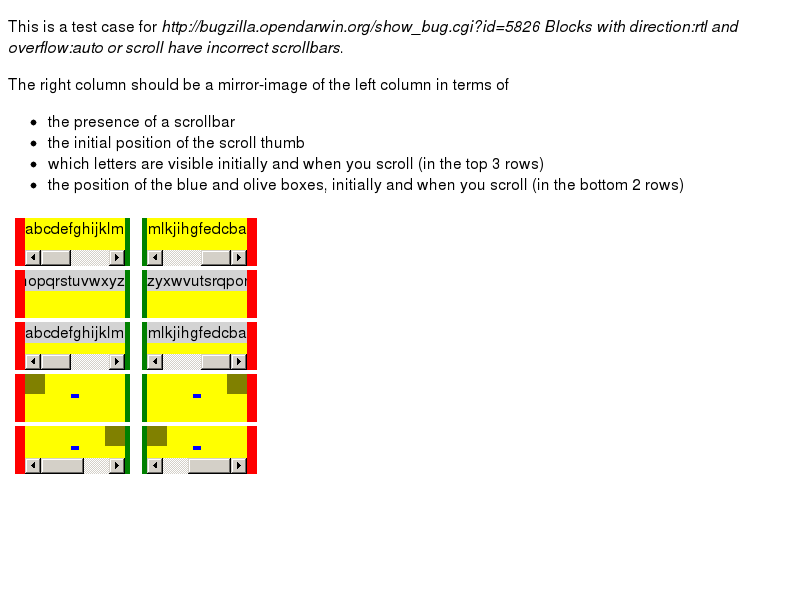 This is a test case for http://bugzilla.opendarwin.org/show_bug.cgi?id=5826 Blocks with direction:rtl and
overflow:auto or scroll have incorrect scrollbars.
The right column should be a mirror-image of the left column in terms of
the presence of a scrollbar
the initial position of the scroll thumb
which letters are visible initially and when you scroll (in the top 3 rows)
the position of the blue and olive boxes, initially and when you scroll (in the bottom 2 rows)
abcdefghijklm mlkjihgfedcba
opqrstuvwxyz zyxwvutsrqpo
abcdefghijklm mlkjihgfedcba